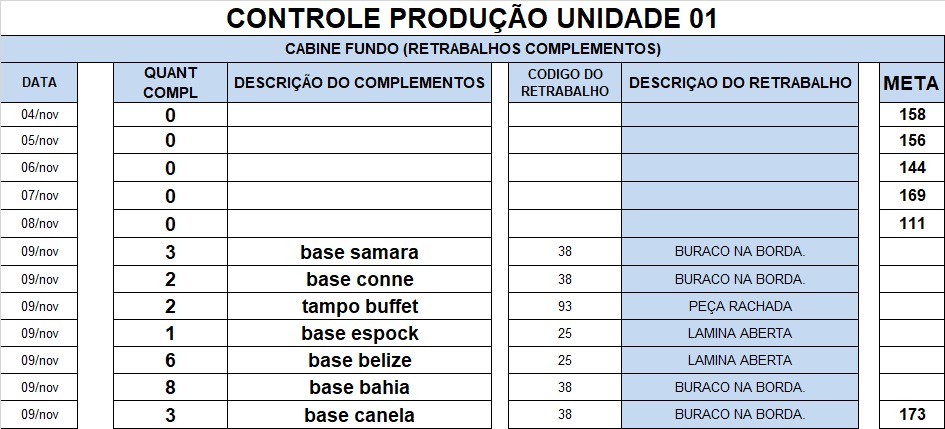 CONTROLE PRODUÇÃO UNIDADE 01
CABINE FUNDO (RETRABALHOS COMPLEMENTOS)
DATA QUANT COMPL DESCRIÇÃO DO COMPLEMENTOS CODIGO DO RETRABALHO DESCRIÇAO DO RETRABALHO META
04/nov 0 158
05/nov 0 156
06/nov 0 144
07/nov 0 169
08/nov 0 111
09/nov 3 base samara 38 BURACO NA BORDA.
09/nov 2 base conne 38 BURACO NA BORDA.
09/nov 2 tampo buffet 93 PEÇA RACHADA
09/nov 1 base espock 25 LAMINA ABERTA
09/nov 6 base belize 25 LAMINA ABERTA
09/nov 8 base bahia 38 BURACO NA BORDA.
09/nov 3 base canela 38 BURACO NA BORDA. 173